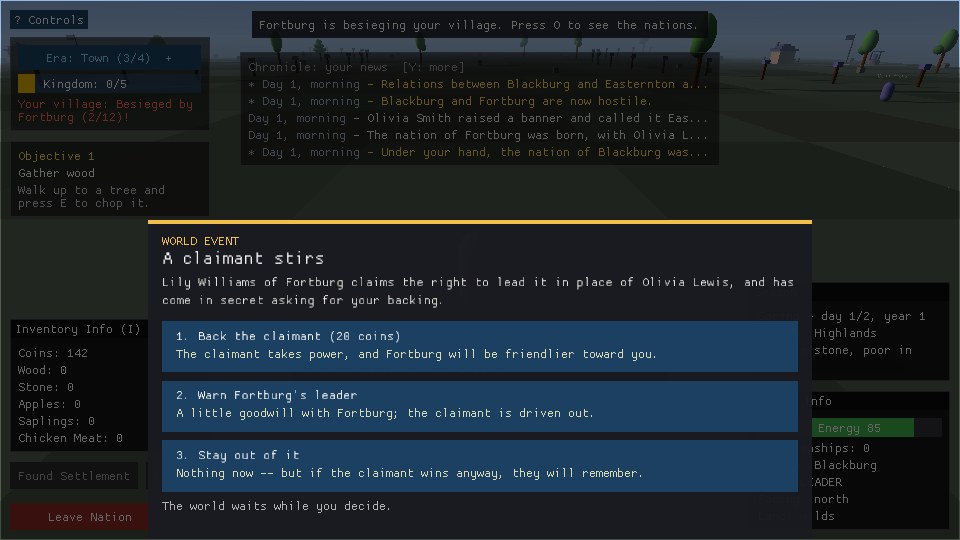 ? Controls
Fortburg is besieging your village. Press O to see the nations.
Era: Town (3/4) +
Kingdom: 0/5
Your village: Besieged by
Fortburg (2/12)!
Chronicle: your news [Y: more]
* Day 1, morning - Relations between Blackburg and Easternton a...
* Day 1, morning - Blackburg and Fortburg are now hostile.
Day 1, morning - Olivia Smith raised a banner and called it Eas...
Day 1, morning - The nation of Fortburg was born, with Olivia L...
* Day 1, morning - Under your hand, the nation of Blackburg was...
Objective 1
Gather wood
Walk up to a tree and
press E to chop it.
WORLD EVENT
A claimant stirs
Lily Williams of Fortburg claims the right to lead it in place of Olivia Lewis, and has
come in secret asking for your backing.
1. Back the claimant (20 coins)
The claimant takes power, and Fortburg will be friendlier toward you.
2. Warn Fortburg's leader
A little goodwill with Fortburg; the claimant is driven out.
3. Stay out of it
Nothing now -- but if the claimant wins anyway, they will remember.
The world waits while you decide.
Inventory Info (I)
Coins: 142
Wood: 0
Stone: 0
Apples: 0
Saplings: 0
Chicken Meat: 0
Found Settlement
Leave Nation
day 1/2, year 1
Highlands
stone, poor in
Energy 85
Blackburg
north